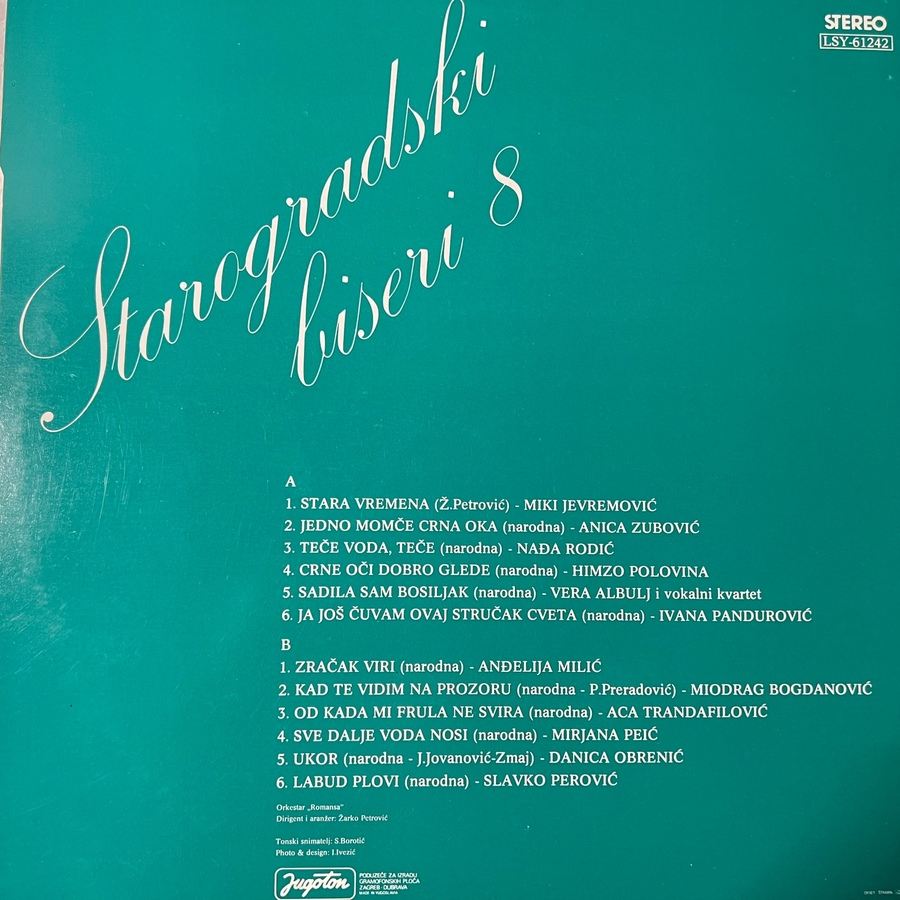 STEREO
LSY-61242
Starogradski
biseri 8
A
1. STARA VREMENA (Ž.Petrović) - MIKI JEVREMOVIĆ
2. JEDNO MOMČE CRNA OKA (narodna) - ANICA ZUBOVIĆ
3. TEČE VODA, TEČE (narodna) - NAĐA RODIĆ
4. CRNE OČI DOBRO GLEDE (narodna) - HIMZO POLOVINA
5. SADILA SAM BOSILJAK (narodna) - VERA ALBULJ i vokalni kvartet
6. JA JOŠ ČUVAM OVAJ STRUČAK CVETA (narodna) - IVANA PANDUROVIĆ
B
1. ZRAČAK VIRI (narodna) - ANĐELIJA MILIĆ
2. KAD TE VIDIM NA PROZORU (narodna - P.Preradović) - MIODRAG BOGDANOVIĆ
3. OD KADA MI FRULA NE SVIRA (narodna) - ACA TRANDAFILOVIĆ
4. SVE DALJE VODA NOSI (narodna) - MIRJANA PEIĆ
5. UKOR (narodna - J.Jovanović-Zmaj) - DANICA OBRENIĆ
6. LABUD PLOVI (narodna) - SLAVKO PEROVIĆ
Orkestar „Romansa"
Dirigent i aranžer: Žarko Petrović
Tonski snimatelj: S.Borotić
Photo & design: I.Ivezić
Jugoton
PODUZEĆE ZA IZRADU
GRAMOFONSKIH PLOČA
ZAGREB - DUBRAVA
MADE IN YUGOSLAVIA